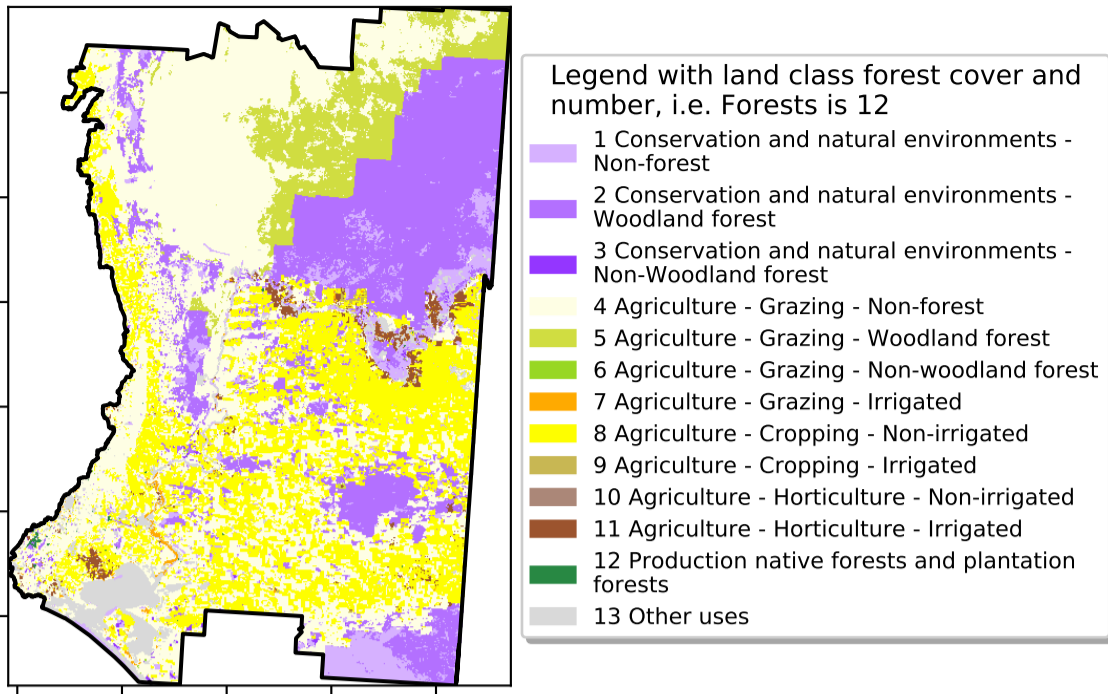 Legend with land class forest cover and
number, i.e. Forests is 12
1 Conservation and natural environments -
Non-forest
2 Conservation and natural environments -
Woodland forest
3 Conservation and natural environments -
Non-Woodland forest
4 Agriculture - Grazing - Non-forest
5 Agriculture - Grazing - Woodland forest
6 Agriculture - Grazing - Non-woodland forest
7 Agriculture - Grazing - Irrigated
8 Agriculture - Cropping - Non-irrigated
9 Agriculture - Cropping - Irrigated
10 Agriculture - Horticulture - Non-irrigated
11 Agriculture - Horticulture - Irrigated
12 Production native forests and plantation
forests
13 Other uses